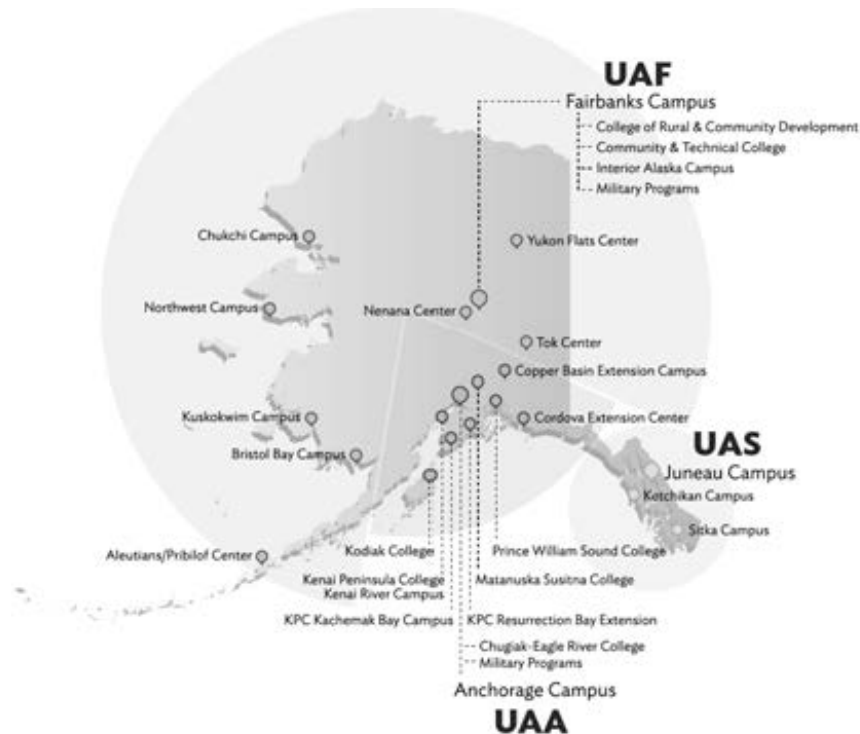 UAF
Fairbanks Campus
College of Rural & Community Development
Community & Technical College
Interior Alaska Campus
Military Programs
Chukchi Campus
Yukon Flats Center
Northwest Campus
Nenana Center
Tok Center
Copper Basin Extension Campus
Kuskokwim Campus
Cordova Extension Center
Bristol Bay Campus
UAS
Juneau Campus
Ketchikan Campus
Sitka Campus
Aleutians/Pribilof Center
Kodiak College
Prince William Sound College
Kenai Peninsula College
Kenai River Campus
Matanuska Susitna College
KPC Kachemak Bay Campus
KPC Resurrection Bay Extension
Chugiak-Eagle River College
Military Programs
Anchorage Campus
UAA